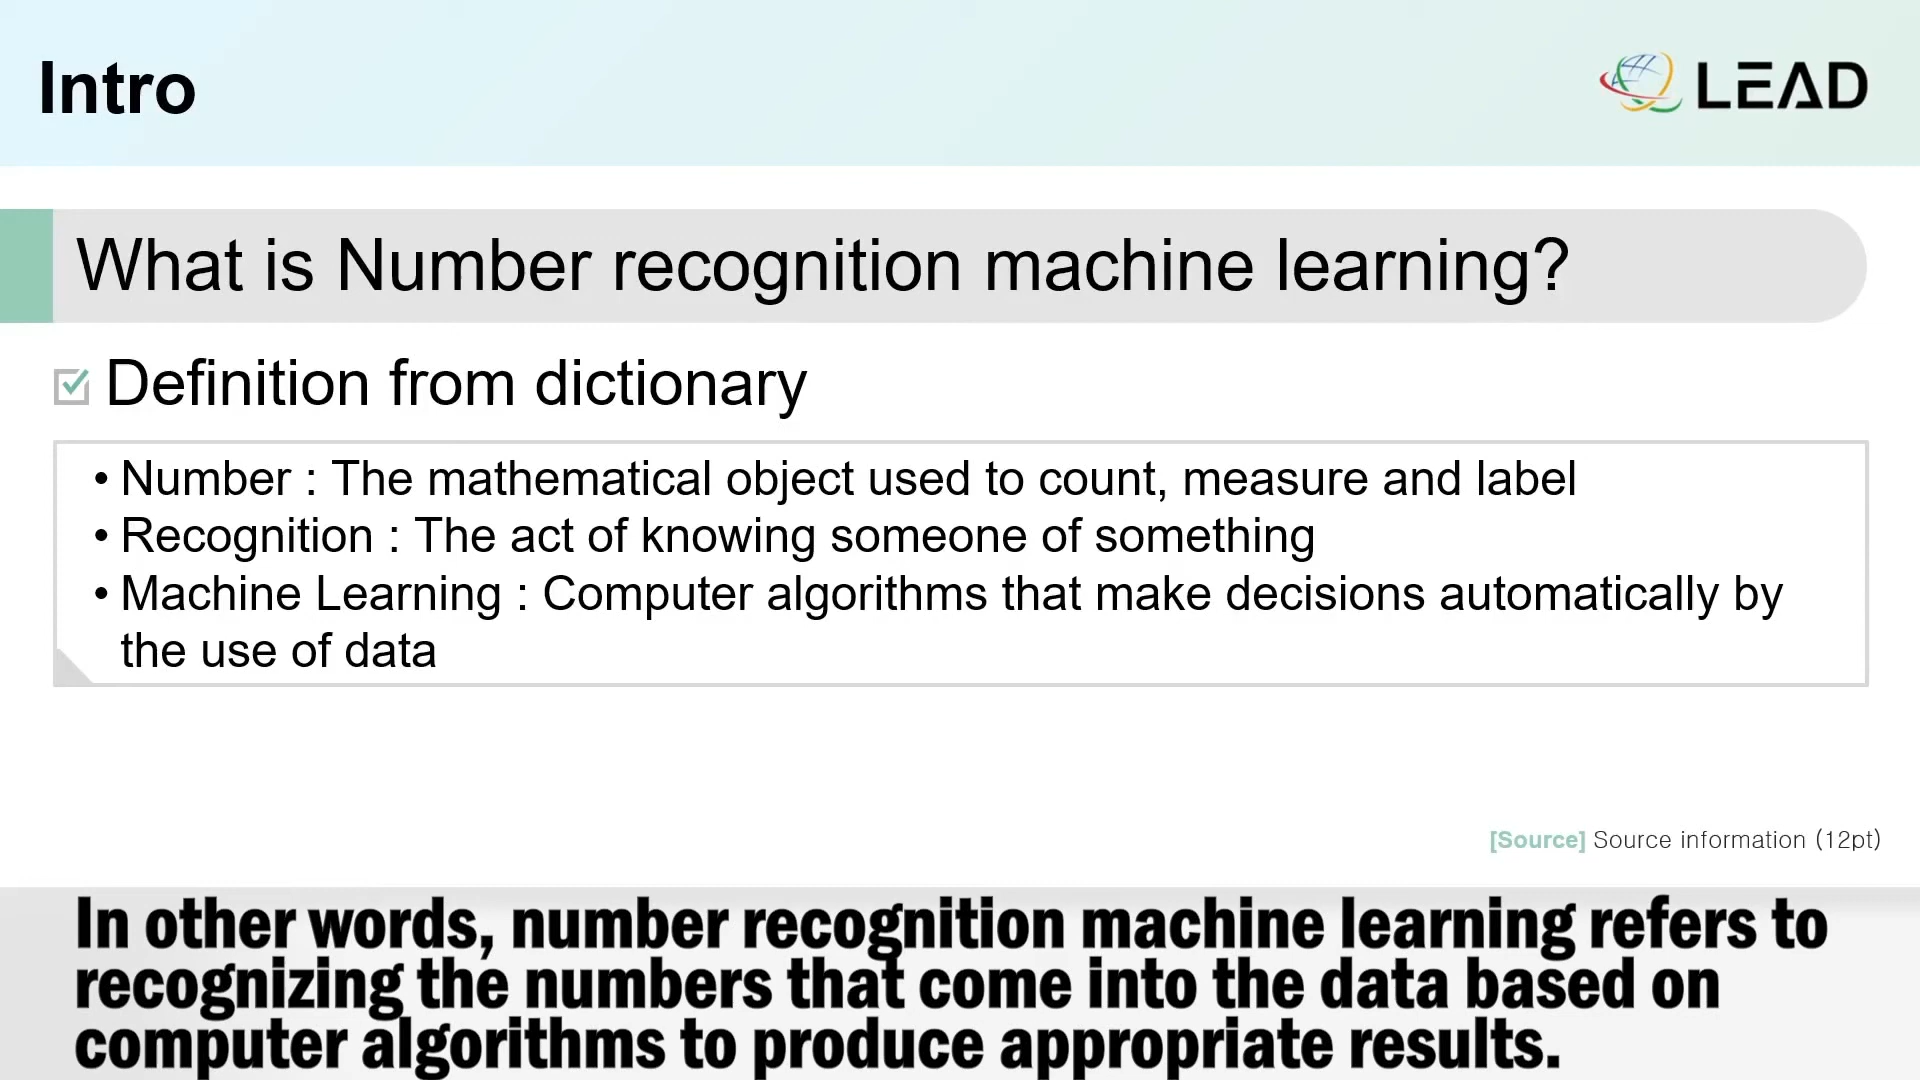 Intro
LEAD
What is Number recognition machine learning?
Definition from dictionary
• Number : The mathematical object used to count, measure and label
• Recognition : The act of knowing someone of something
• Machine Learning : Computer algorithms that make decisions automatically by
the use of data
[Source] Source information (12pt)
In other words, number recognition machine learning refers to
recognizing the numbers that come into the data based on
computer algorithms to produce appropriate results.